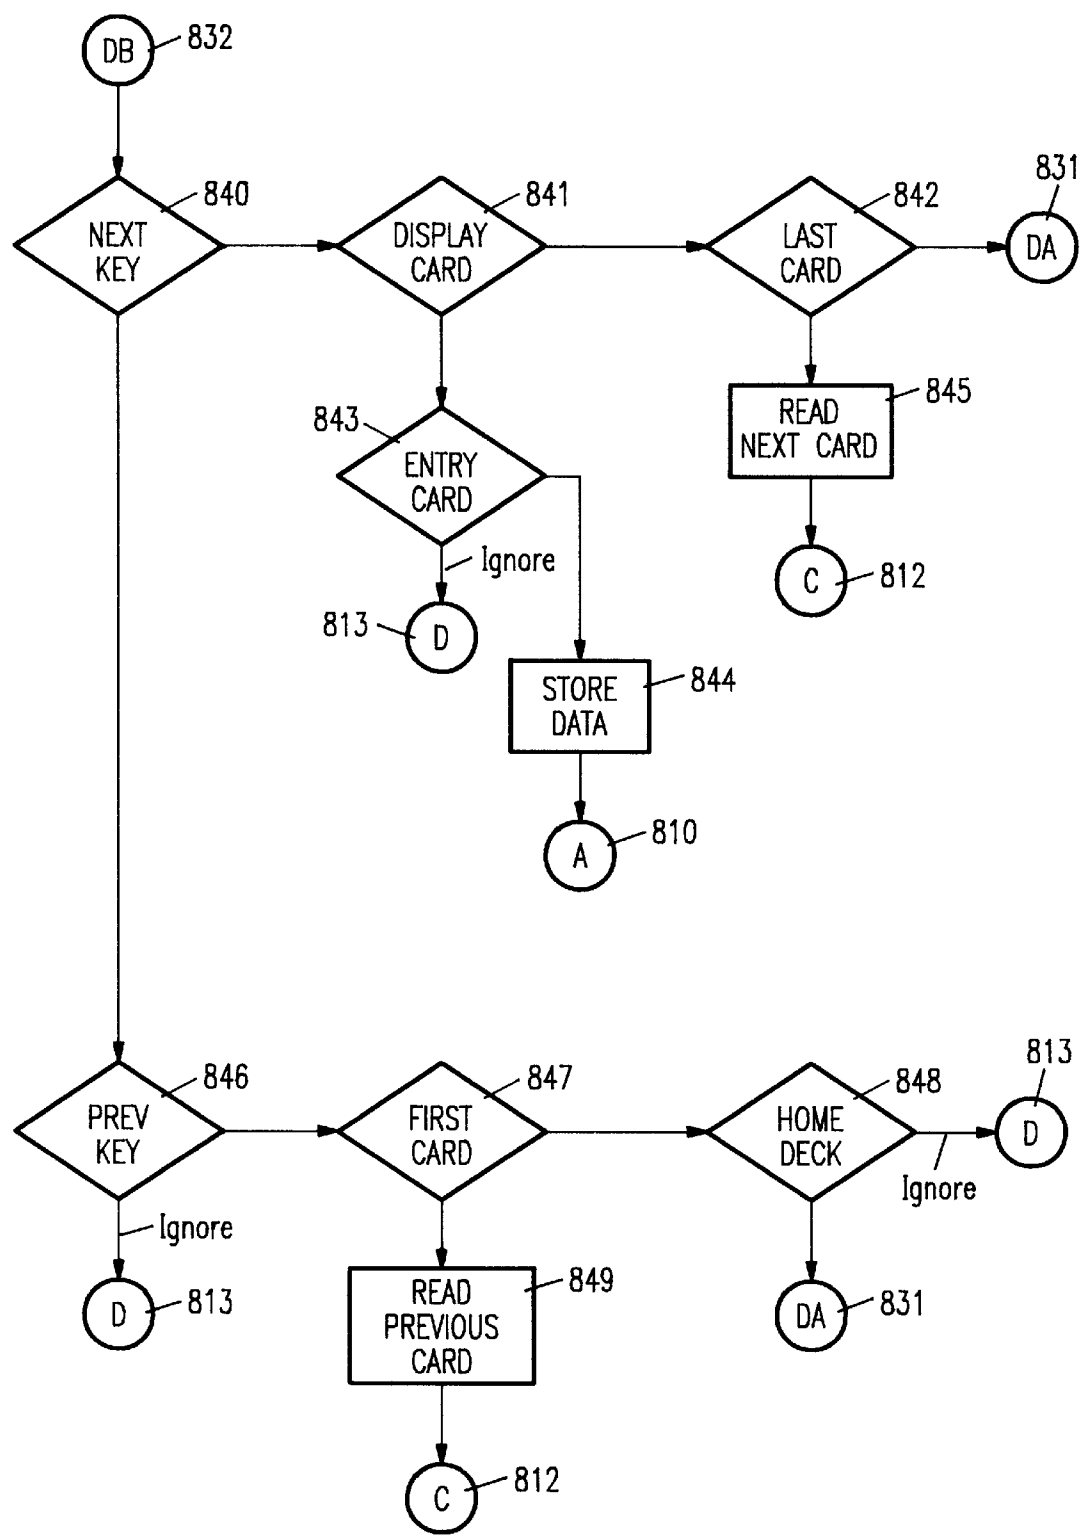 DB 832
840
NEXT
KEY
841
DISPLAY
CARD
842
LAST
CARD
831
DA
843
ENTRY
CARD
845
READ
NEXT CARD
Ignore
813 D
C 812
844
STORE
DATA
A 810
846
PREV
KEY
847
FIRST
CARD
848
HOME
DECK
813
D
Ignore
Ignore
D 813
849
READ
PREVIOUS
CARD
DA 831
C 812